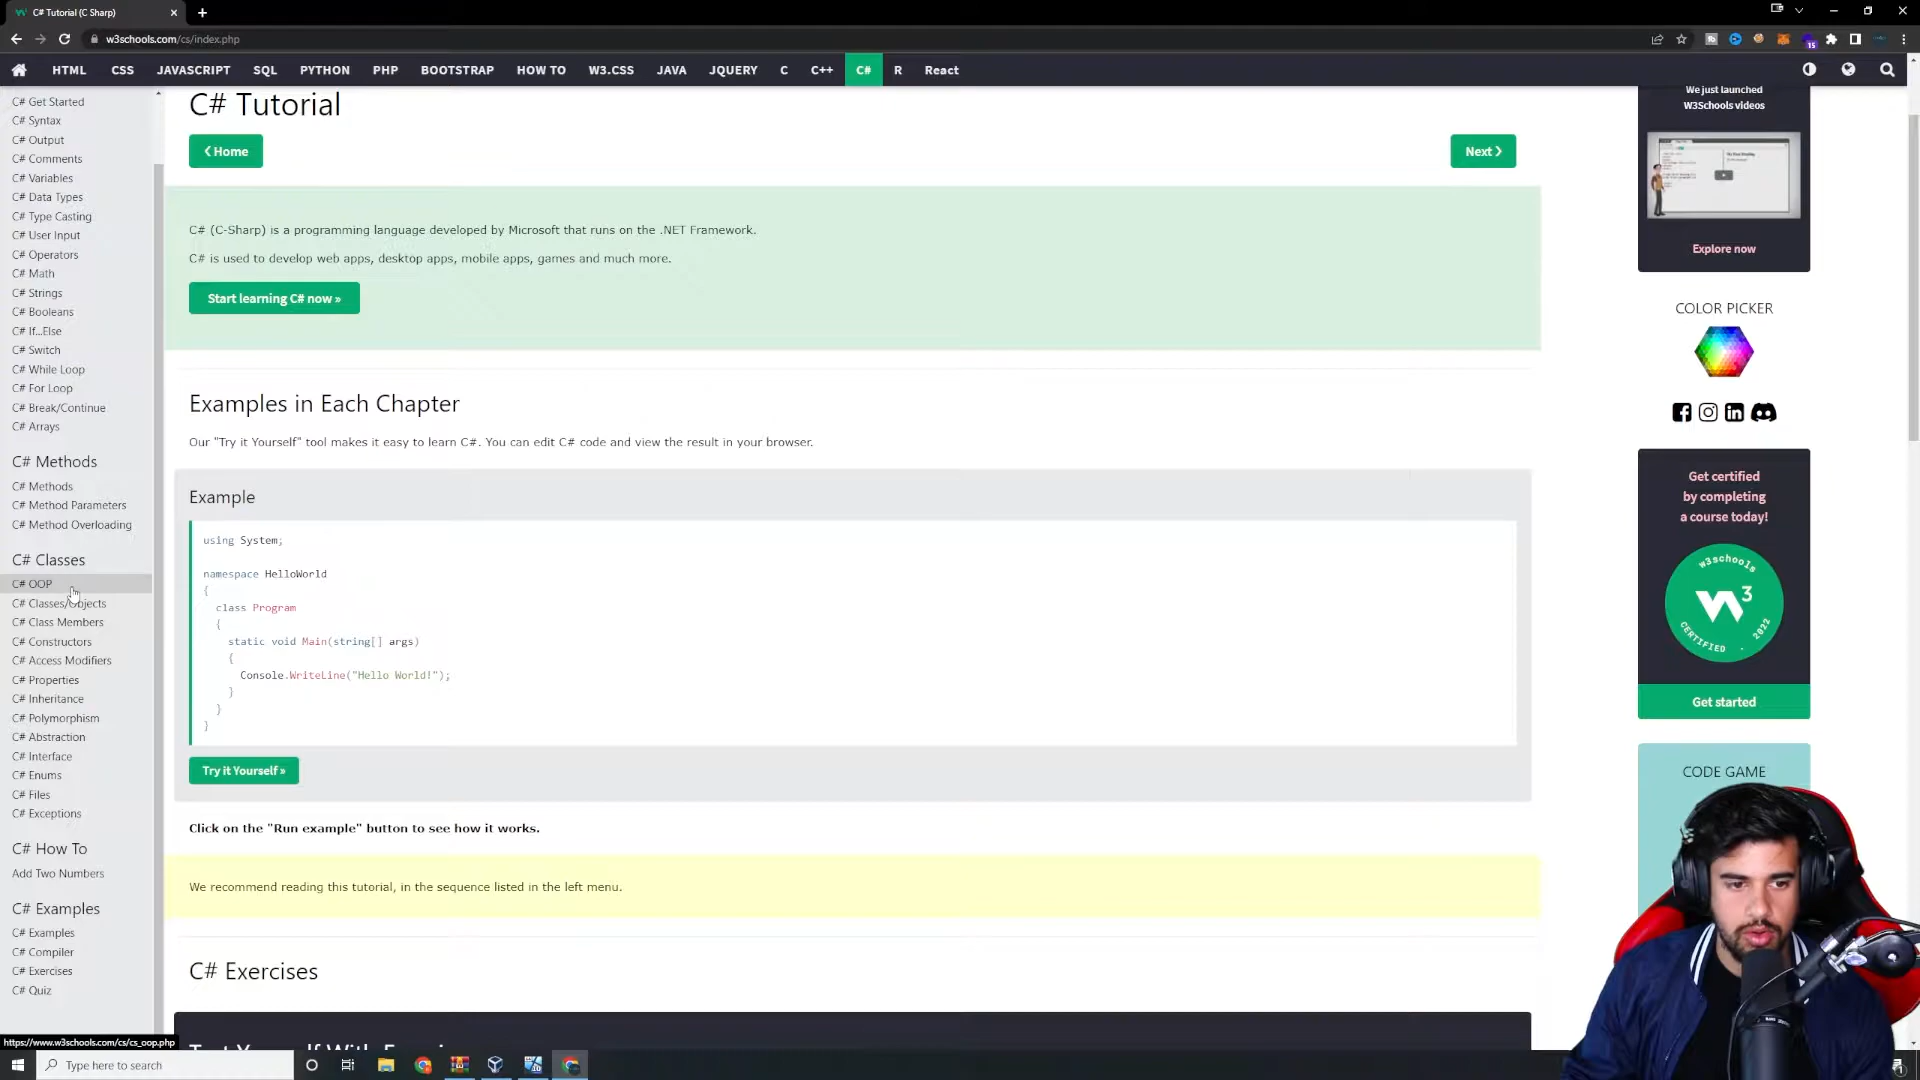 C# Tutorial (C Sharp)
w3schools.com/cs/index.php
15
HTML
CSS
JAVASCRIPT
SQL
PYTHON
PHP
BOOTSTRAP
HOW TO
W3.CSS
JAVA
JQUERY
C
C++
C#
R
React
C# Get Started
C# Syntax
C# Output
C# Comments
C# Variables
C# Data Types
C# Type Casting
C# User Input
C# Operators
C# Math
C# Strings
C# Booleans
C# If...Else
C# Switch
C# While Loop
C# For Loop
C# Break/Continue
C# Arrays
C# Methods
C# Methods
C# Method Parameters
C# Method Overloading
C# Classes
C# OOP
C# Classes/Objects
C# Class Members
C# Constructors
C# Access Modifiers
C# Properties
C# Inheritance
C# Polymorphism
C# Abstraction
C# Interface
C# Enums
C# Files
C# Exceptions
C# How To
Add Two Numbers
C# Examples
C# Examples
C# Compiler
C# Exercises
C# Quiz
C# Tutorial
❮ Home
Next ❯
C# (C-Sharp) is a programming language developed by Microsoft that runs on the .NET Framework.
C# is used to develop web apps, desktop apps, mobile apps, games and much more.
Start learning C# now »
Examples in Each Chapter
Our "Try it Yourself" tool makes it easy to learn C#. You can edit C# code and view the result in your browser.
Example
using System;
namespace HelloWorld
{
class Program
{
static void Main(string[] args)
{
Console.WriteLine("Hello World!");
}
}
}
Try it Yourself »
Click on the "Run example" button to see how it works.
We recommend reading this tutorial, in the sequence listed in the left menu.
C# Exercises
We just launched
W3Schools videos
Explore now
COLOR PICKER
Get certified
by completing
a course today!
w3schools
W3
CERTIFIED . 2022
Get started
CODE GAME
https://www.w3schools.com/cs/cs_oop.php
Type here to search